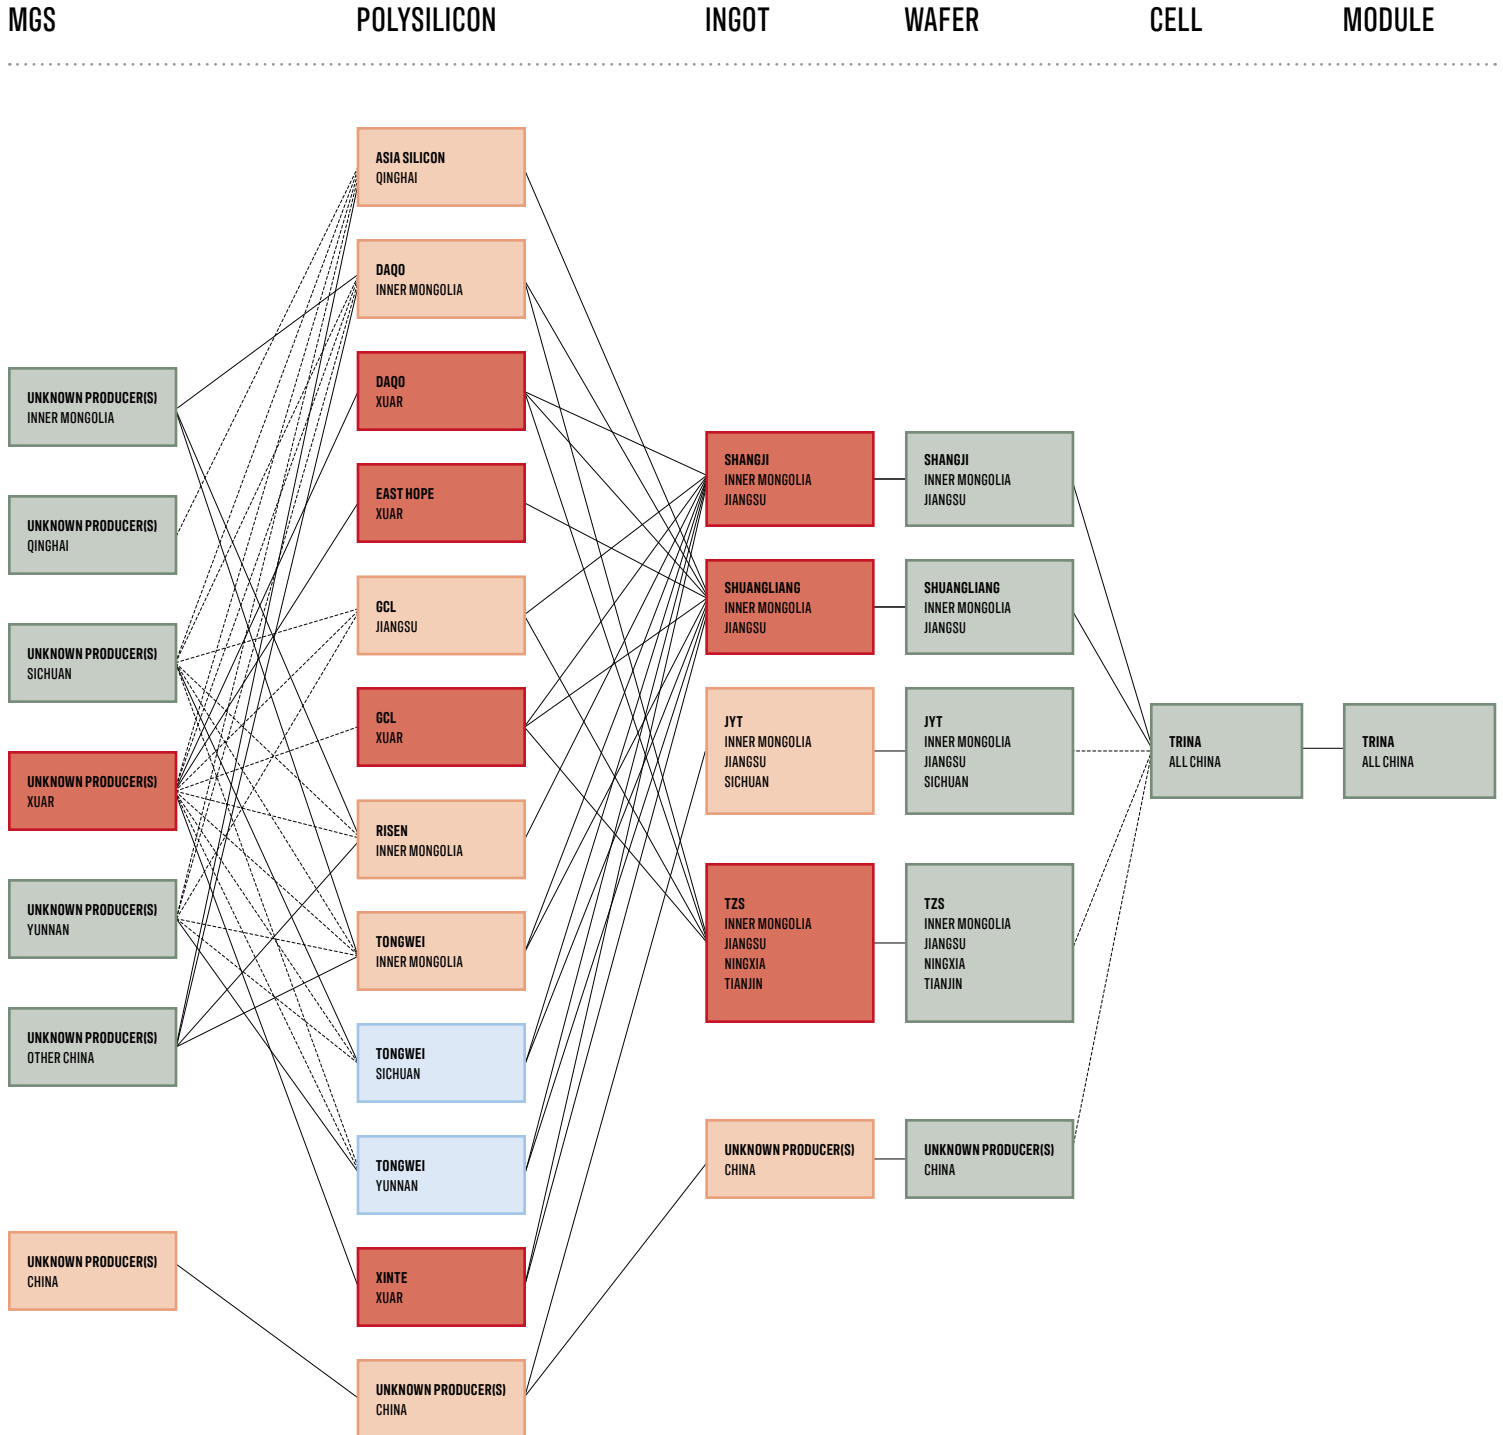 MGS
POLYSILICON
INGOT
WAFER
CELL
MODULE
UNKNOWN PRODUCER(S)
INNER MONGOLIA
UNKNOWN PRODUCER(S)
QINGHAI
UNKNOWN PRODUCER(S)
SICHUAN
UNKNOWN PRODUCER(S)
XUAR
UNKNOWN PRODUCER(S)
YUNNAN
UNKNOWN PRODUCER(S)
OTHER CHINA
UNKNOWN PRODUCER(S)
CHINA
ASIA SILICON
QINGHAI
DAQO
INNER MONGOLIA
DAQO
XUAR
EAST HOPE
XUAR
GCL
JIANGSU
GCL
XUAR
RISEN
INNER MONGOLIA
TONGWEI
INNER MONGOLIA
TONGWEI
SICHUAN
TONGWEI
YUNNAN
XINTE
XUAR
UNKNOWN PRODUCER(S)
CHINA
SHANGJI
INNER MONGOLIA
JIANGSU
SHUANGLIANG
INNER MONGOLIA
JIANGSU
JYT
INNER MONGOLIA
JIANGSU
SICHUAN
TZS
INNER MONGOLIA
JIANGSU
NINGXIA
TIANJIN
UNKNOWN PRODUCER(S)
CHINA
SHANGJI
INNER MONGOLIA
JIANGSU
SHUANGLIANG
INNER MONGOLIA
JIANGSU
JYT
INNER MONGOLIA
JIANGSU
SICHUAN
TZS
INNER MONGOLIA
JIANGSU
NINGXIA
TIANJIN
UNKNOWN PRODUCER(S)
CHINA
TRINA
ALL CHINA
TRINA
ALL CHINA